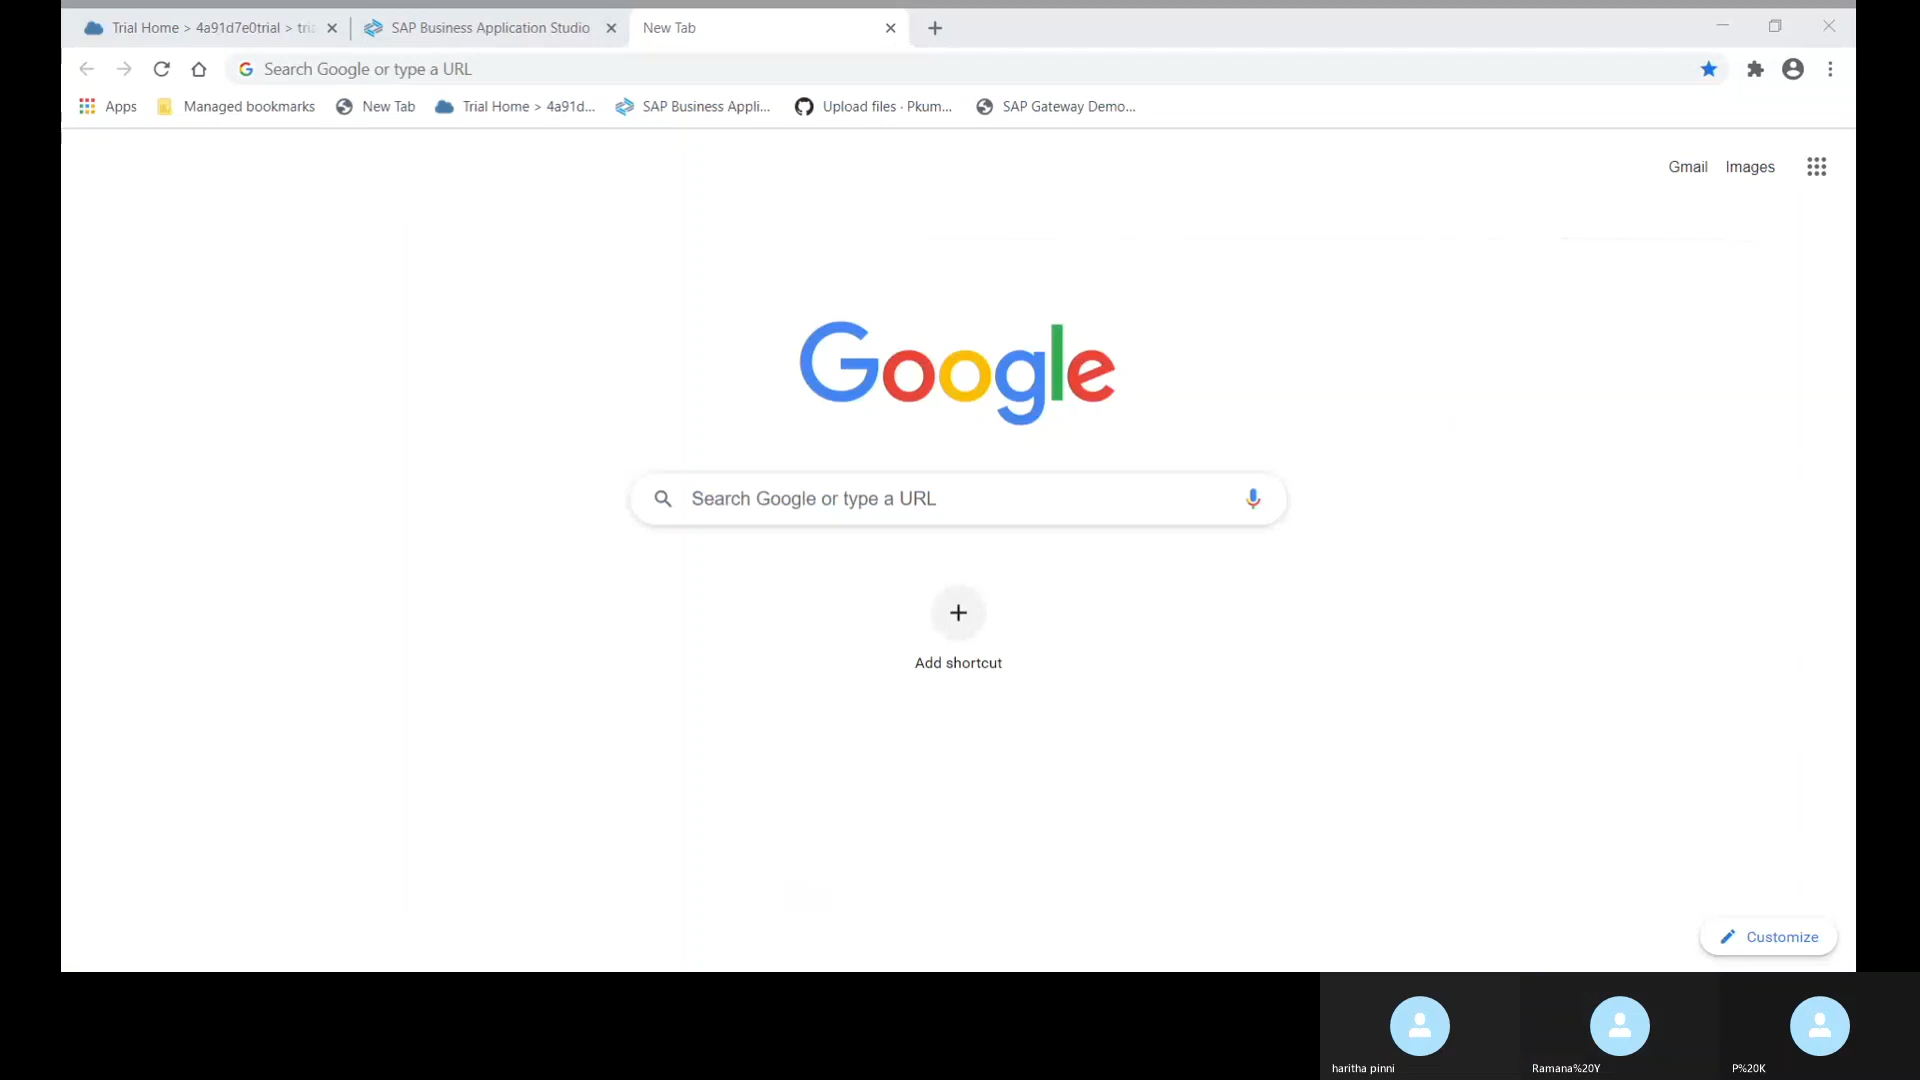 Trial Home > 4a91d7e0trial > tria
SAP Business Application Studio
New Tab
Search Google or type a URL
Apps
Managed bookmarks
New Tab
Trial Home > 4a91d...
SAP Business Appli...
Upload files · Pkum...
SAP Gateway Demo...
Gmail
Images
Google
Search Google or type a URL
Add shortcut
Customize
haritha pinni
Ramana%20Y
P%20K